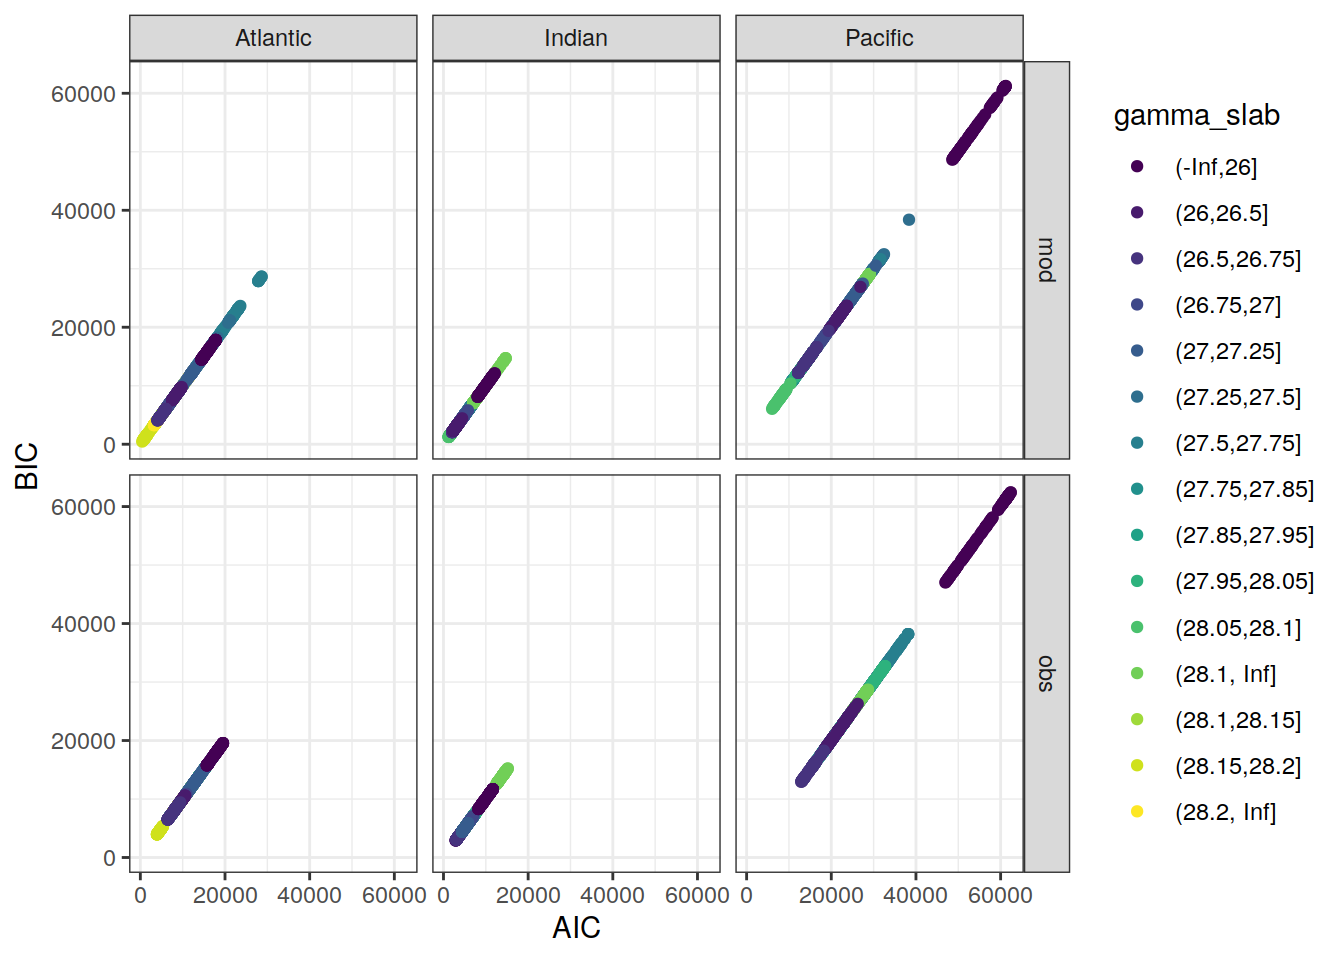 Atlantic Indian Pacific
60000
40000
20000
0
mod
60000
40000
20000
0
obs
BIC
0 20000 40000 60000 0 20000 40000 60000 0 20000 40000 60000
AIC
gamma_slab
(-Inf,26]
(26,26.5]
(26.5,26.75]
(26.75,27]
(27,27.25]
(27.25,27.5]
(27.5,27.75]
(27.75,27.85]
(27.85,27.95]
(27.95,28.05]
(28.05,28.1]
(28.1, Inf]
(28.1,28.15]
(28.15,28.2]
(28.2, Inf]